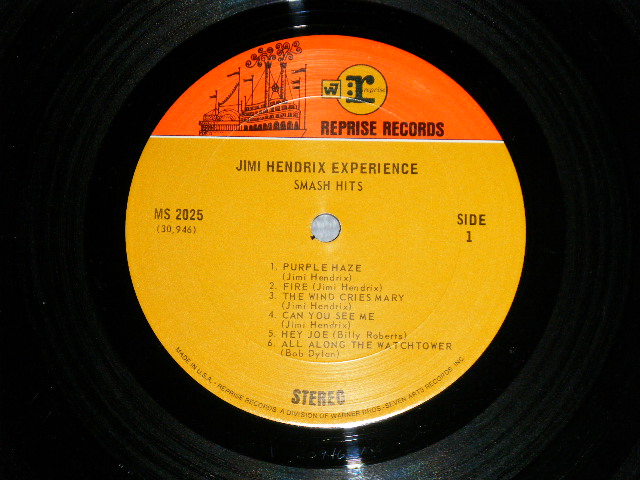 W r reprise
REPRISE RECORDS
JIMI HENDRIX EXPERIENCE
SMASH HITS
MS 2025
(30,946)
SIDE
1
1. PURPLE HAZE
(Jimi Hendrix)
2. FIRE (Jimi Hendrix)
3. THE WIND CRIES MARY
(Jimi Hendrix)
4. CAN YOU SEE ME
(Jimi Hendrix)
5. HEY JOE (Billy Roberts)
6. ALL ALONG THE WATCHTOWER
(Bob Dylan)
STEREO
MADE IN U.S.A. · REPRISE RECORDS, A DIVISION OF WARNER BROS.-SEVEN ARTS RECORDS, INC.